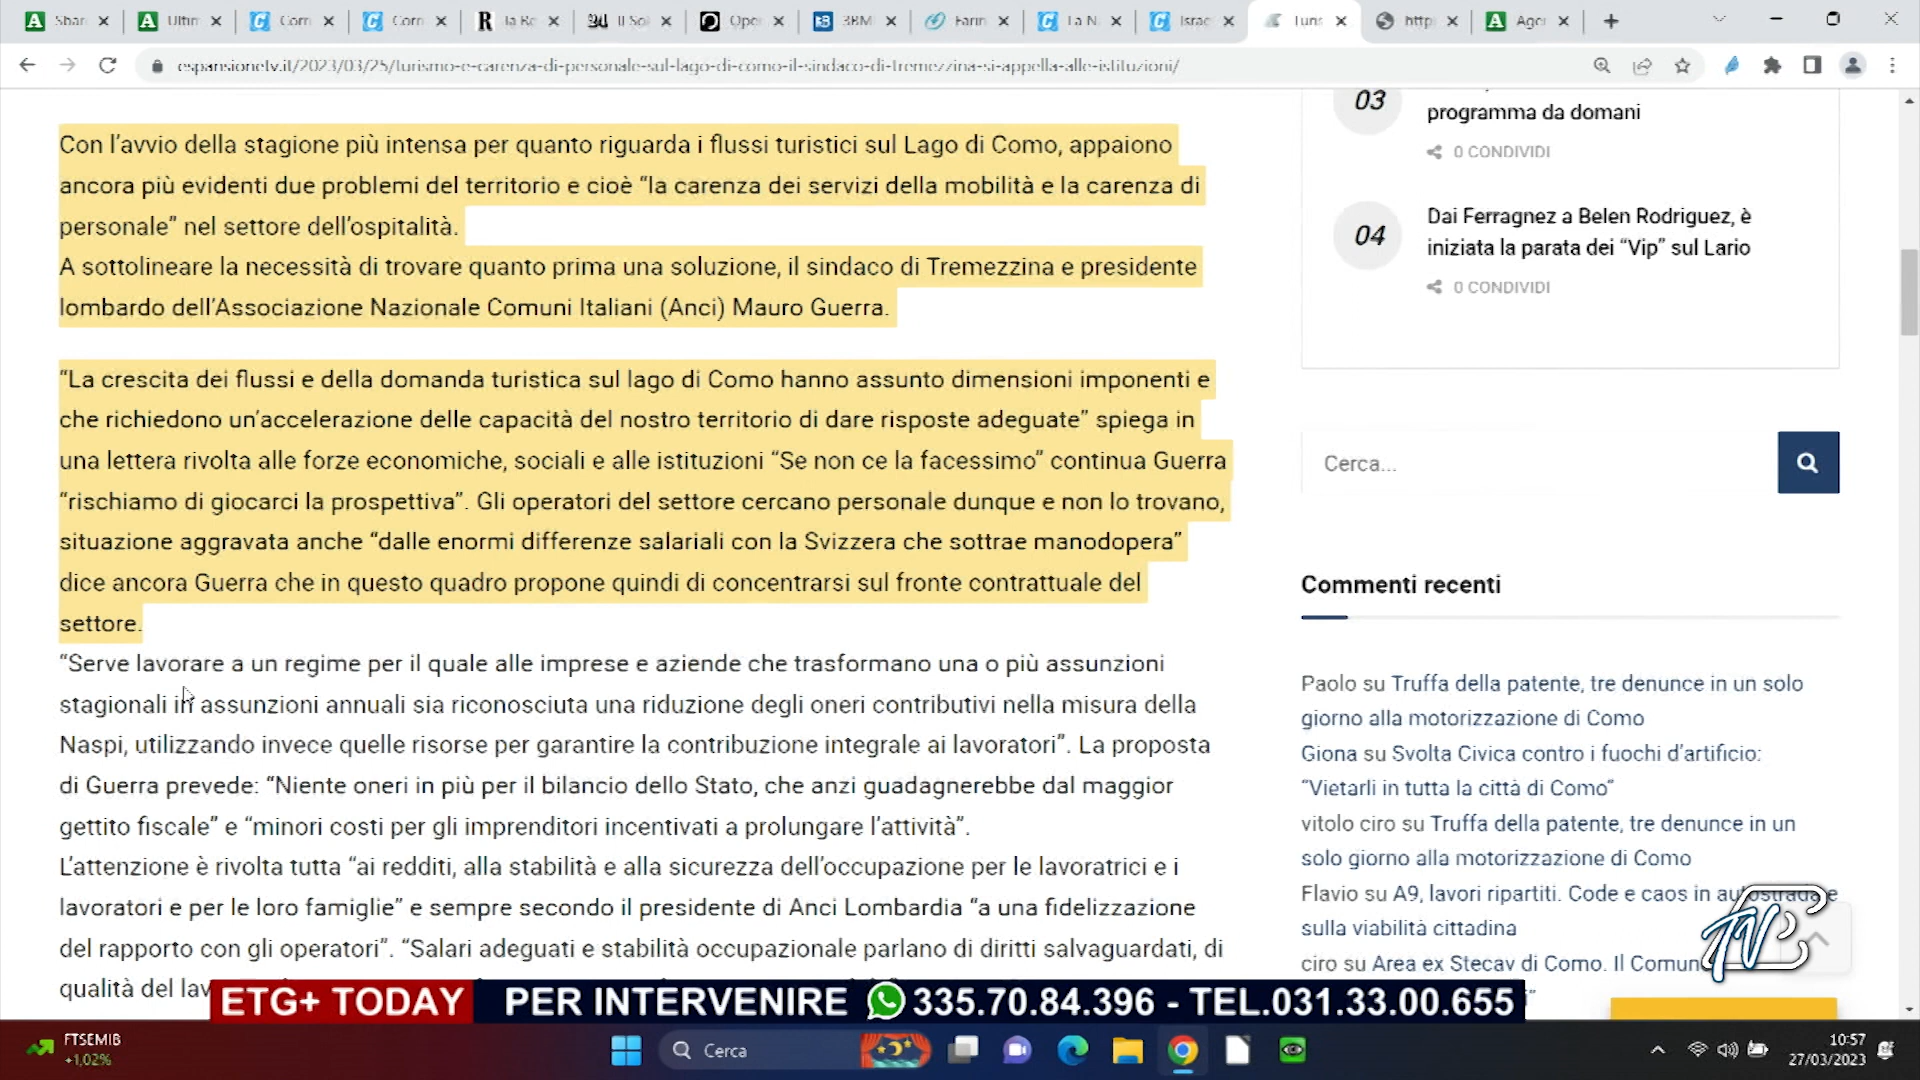 Shar
Ultim
Corri
Corri
la Re
Il Sol
Oper
3BM
Farin
La N
Israe
Turis
http
Agen
espansionetv.it/2023/03/25/turismo-e-carenza-di-personale-sul-lago-di-como-il-sindaco-di-tremezzina-si-appella-alle-istituzioni/
Con l’avvio della stagione più intensa per quanto riguarda i flussi turistici sul Lago di Como, appaiono
ancora più evidenti due problemi del territorio e cioè “la carenza dei servizi della mobilità e la carenza di
personale” nel settore dell’ospitalità.
A sottolineare la necessità di trovare quanto prima una soluzione, il sindaco di Tremezzina e presidente
lombardo dell’Associazione Nazionale Comuni Italiani (Anci) Mauro Guerra.
“La crescita dei flussi e della domanda turistica sul lago di Como hanno assunto dimensioni imponenti e
che richiedono un’accelerazione delle capacità del nostro territorio di dare risposte adeguate” spiega in
una lettera rivolta alle forze economiche, sociali e alle istituzioni “Se non ce la facessimo” continua Guerra
“rischiamo di giocarci la prospettiva”. Gli operatori del settore cercano personale dunque e non lo trovano,
situazione aggravata anche “dalle enormi differenze salariali con la Svizzera che sottrae manodopera”
dice ancora Guerra che in questo quadro propone quindi di concentrarsi sul fronte contrattuale del
settore.
“Serve lavorare a un regime per il quale alle imprese e aziende che trasformano una o più assunzioni
stagionali in assunzioni annuali sia riconosciuta una riduzione degli oneri contributivi nella misura della
Naspi, utilizzando invece quelle risorse per garantire la contribuzione integrale ai lavoratori”. La proposta
di Guerra prevede: “Niente oneri in più per il bilancio dello Stato, che anzi guadagnerebbe dal maggior
gettito fiscale” e “minori costi per gli imprenditori incentivati a prolungare l’attività”.
L’attenzione è rivolta tutta “ai redditi, alla stabilità e alla sicurezza dell’occupazione per le lavoratrici e i
lavoratori e per le loro famiglie” e sempre secondo il presidente di Anci Lombardia “a una fidelizzazione
del rapporto con gli operatori”. “Salari adeguati e stabilità occupazionale parlano di diritti salvaguardati, di
qualità del lav
03
programma da domani
0 CONDIVIDI
04
Dai Ferragnez a Belen Rodriguez, è
iniziata la parata dei “Vip” sul Lario
0 CONDIVIDI
Cerca...
Commenti recenti
Paolo su Truffa della patente, tre denunce in un solo
giorno alla motorizzazione di Como
Giona su Svolta Civica contro i fuochi d’artificio:
“Vietarli in tutta la città di Como”
vitolo ciro su Truffa della patente, tre denunce in un
solo giorno alla motorizzazione di Como
Flavio su A9, lavori ripartiti. Code e caos in autostrada e
sulla viabilità cittadina
ciro su Area ex Stecav di Como. Il Comun
ETG+ TODAY PER INTERVENIRE 335.70.84.396 - TEL.031.33.00.655
FTSEMIB
+1,02%
Cerca
10:57
27/03/2023